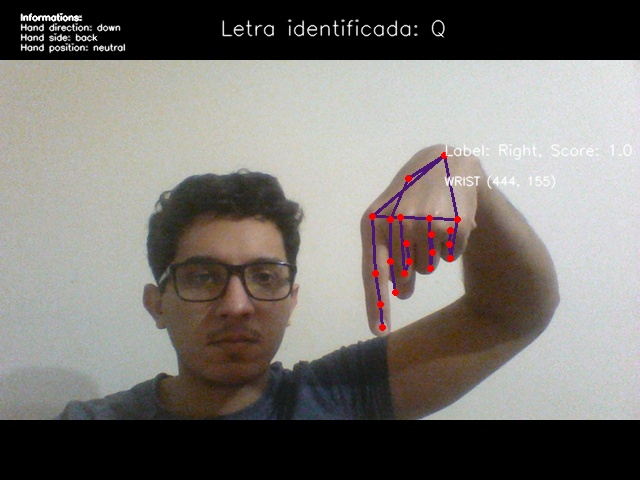 Informations:
Hand direction: down
Hand side: back
Hand position: neutral
Letra identificada: Q
Label: Right, Score: 1.0
WRIST (444, 155)